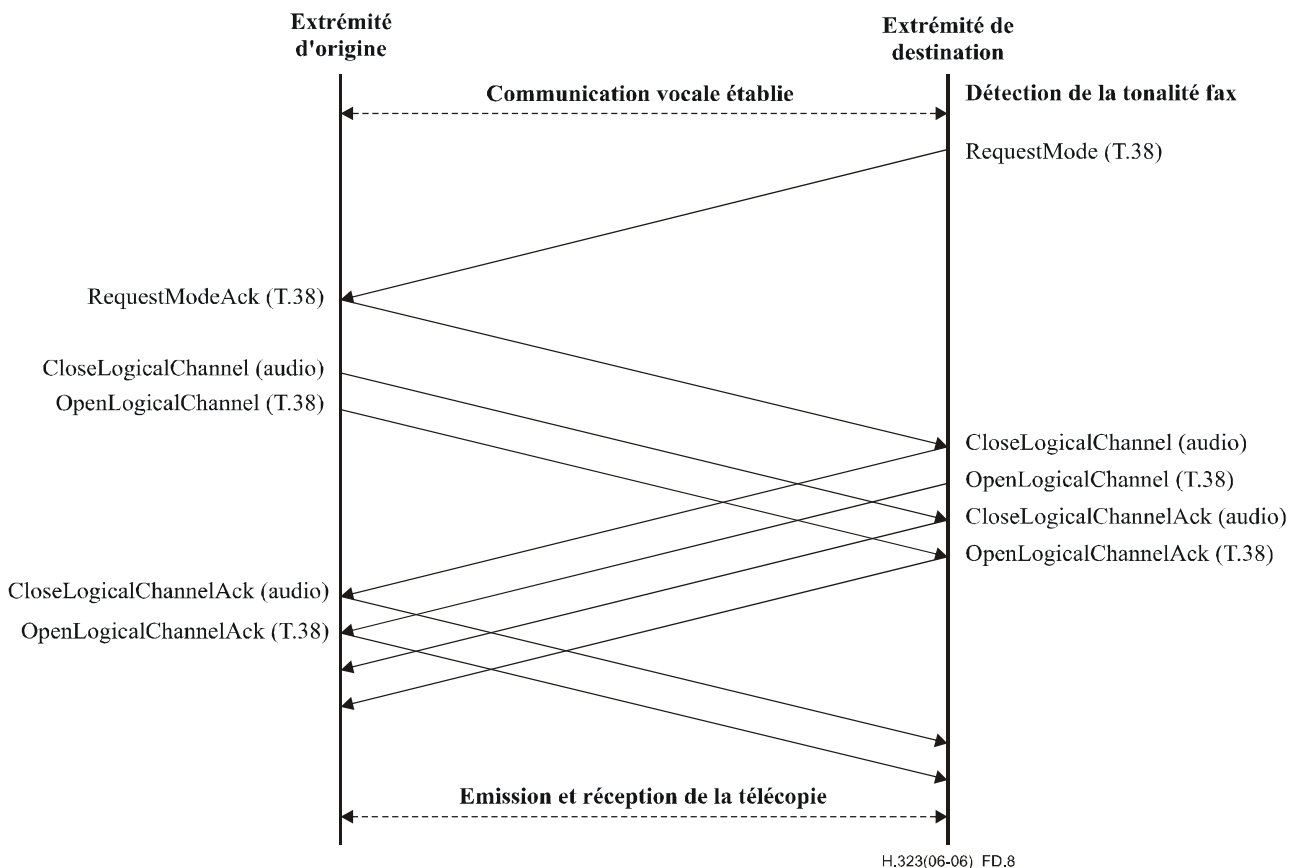 Extrémité
d'origine
Extrémité de
destination
Communication vocale établie
Détection de la tonalité fax
RequestMode (T.38)
RequestModeAck (T.38)
CloseLogicalChannel (audio)
OpenLogicalChannel (T.38)
CloseLogicalChannel (audio)
OpenLogicalChannel (T.38)
CloseLogicalChannelAck (audio)
OpenLogicalChannelAck (T.38)
CloseLogicalChannelAck (audio)
OpenLogicalChannelAck (T.38)
Emission et réception de la télécopie
H.323(06-06)_FD.8